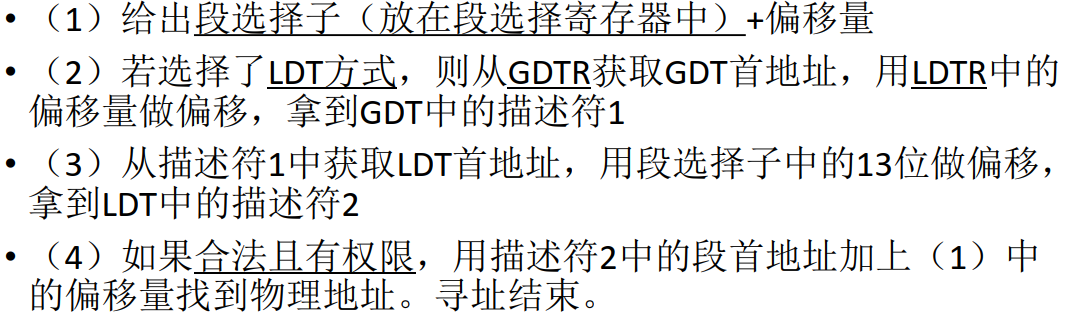 • （1）给出段选择子（放在段选择寄存器中）+偏移量
• （2）若选择了LDT方式，则从GDTR获取GDT首地址，用LDTR中的
偏移量做偏移，拿到GDT中的描述符1
• （3）从描述符1中获取LDT首地址，用段选择子中的13位做偏移，
拿到LDT中的描述符2
• （4）如果合法且有权限，用描述符2中的段首地址加上（1）中
的偏移量找到物理地址。寻址结束。